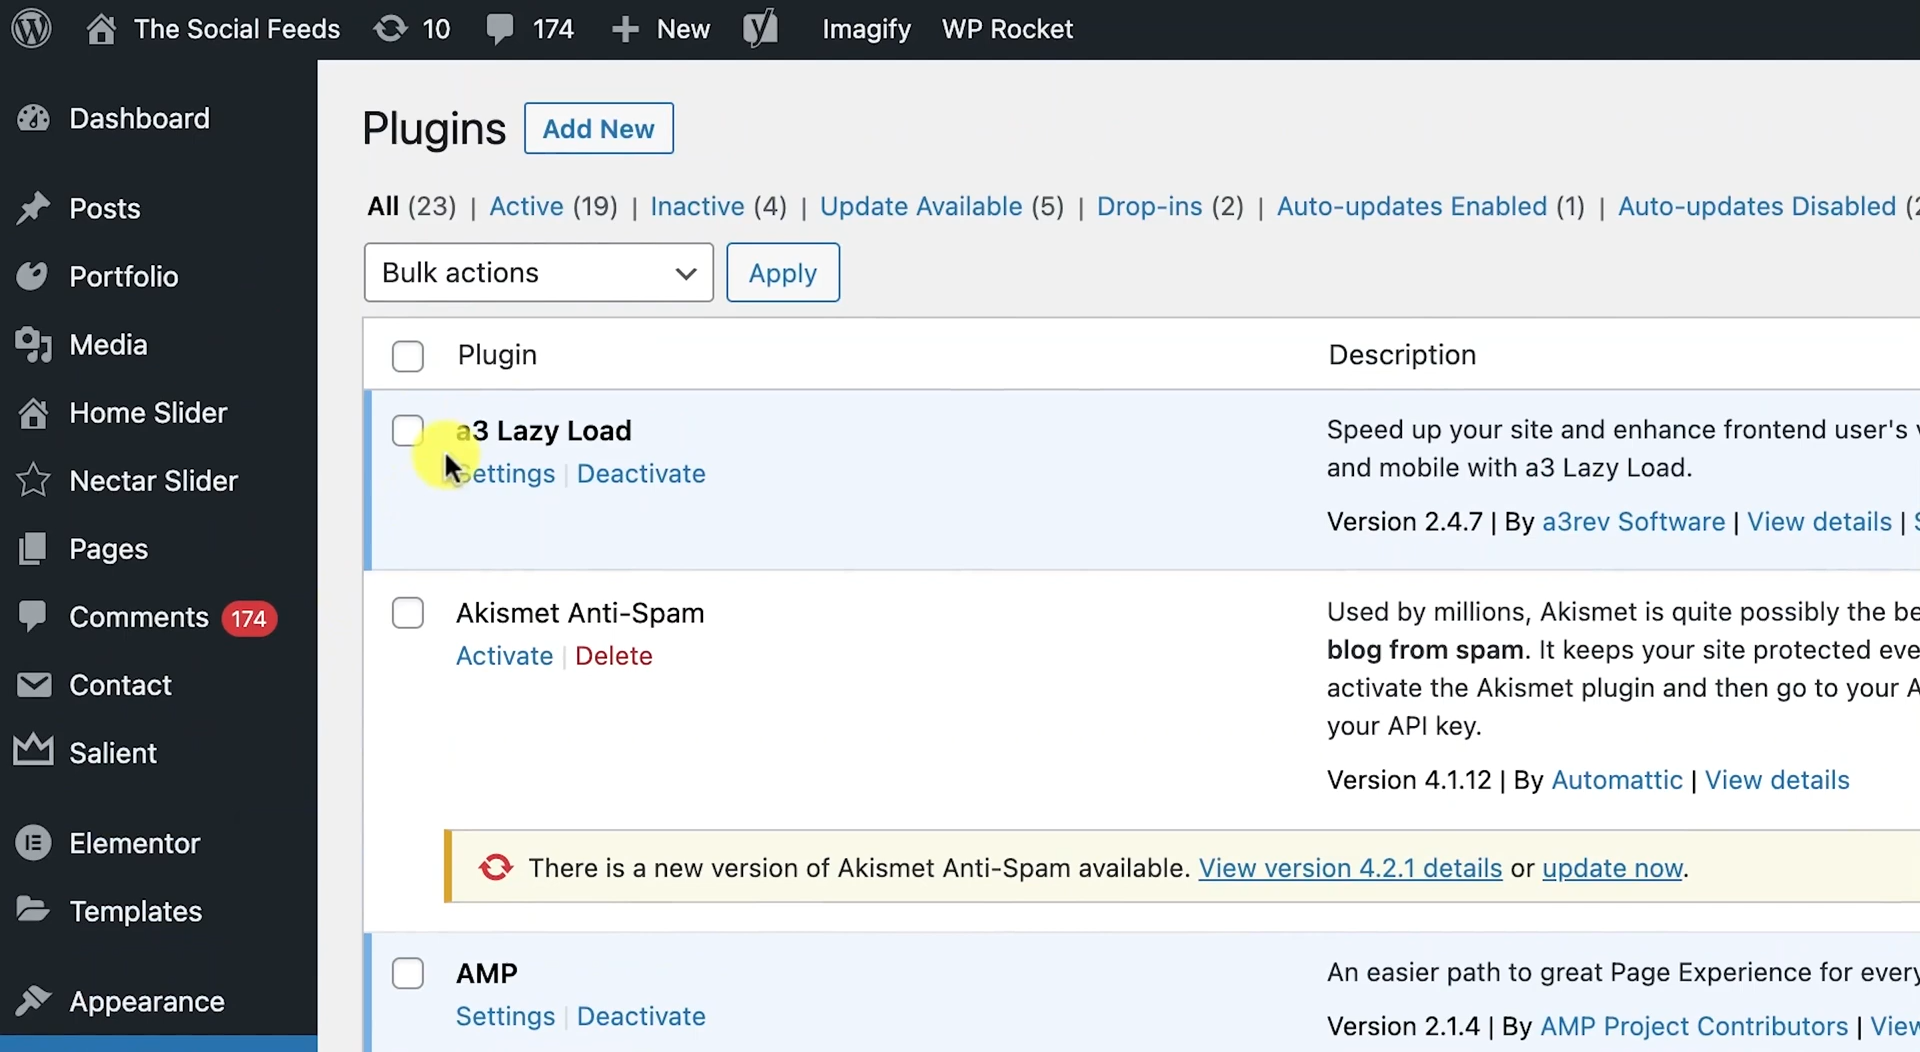 The Social Feeds 10 174 New Imagify WP Rocket
Dashboard
Posts
Portfolio
Media
Home Slider
Nectar Slider
Pages
Comments 174
Contact
Salient
Elementor
Templates
Appearance
Plugins Add New
All (23) | Active (19) | Inactive (4) | Update Available (5) | Drop-ins (2) | Auto-updates Enabled (1) | Auto-updates Disabled
Bulk actions Apply
Plugin Description
a3 Lazy Load
Settings | Deactivate
Speed up your site and enhance frontend user's
and mobile with a3 Lazy Load.
Version 2.4.7 | By a3rev Software | View details |
Akismet Anti-Spam
Activate | Delete
Used by millions, Akismet is quite possibly the be
blog from spam. It keeps your site protected eve
activate the Akismet plugin and then go to your A
your API key.
Version 4.1.12 | By Automattic | View details
There is a new version of Akismet Anti-Spam available. View version 4.2.1 details or update now.
AMP
Settings | Deactivate
An easier path to great Page Experience for every
Version 2.1.4 | By AMP Project Contributors | View